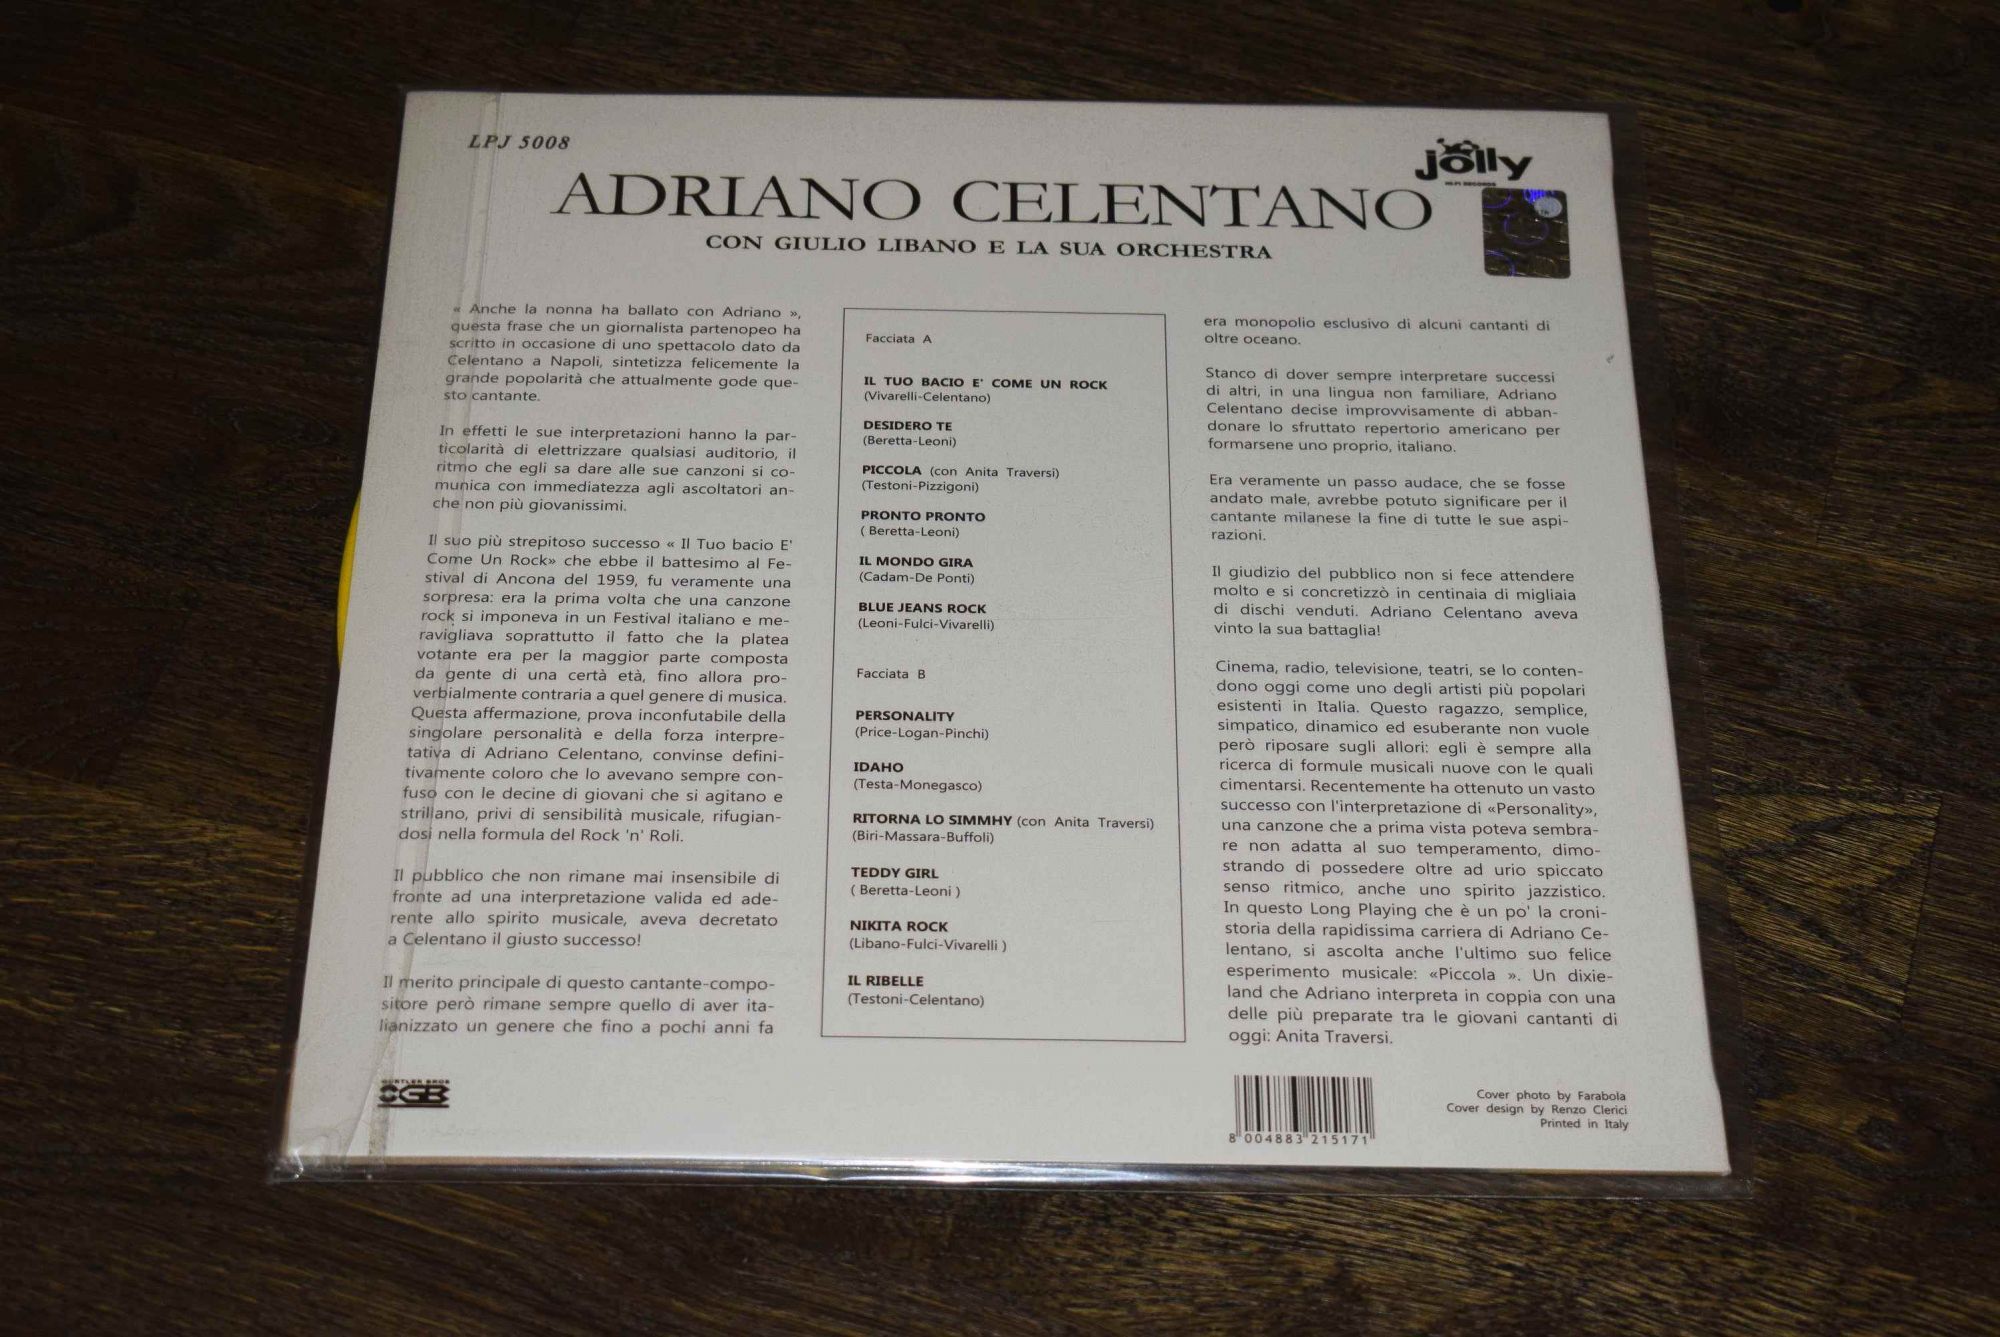 LPJ 5008
jolly
HI-FI RECORDS
ADRIANO CELENTANO
CON GIULIO LIBANO E LA SUA ORCHESTRA
« Anche la nonna ha ballato con Adriano »,
questa frase che un giornalista partenopeo ha
scritto in occasione di uno spettacolo dato da
Celentano a Napoli, sintetizza felicemente la
grande popolarità che attualmente gode que-
sto cantante.
In effetti le sue interpretazioni hanno la par-
ticolarità di elettrizzare qualsiasi auditorio, il
ritmo che egli sa dare alle sue canzoni si co-
munica con immediatezza agli ascoltatori an-
che non più giovanissimi.
Il suo più strepitoso successo « Il Tuo bacio E'
Come Un Rock» che ebbe il battesimo al Fe-
stival di Ancona del 1959, fu veramente una
sorpresa: era la prima volta che una canzone
rock si imponeva in un Festival italiano e me-
ravigliava soprattutto il fatto che la platea
votante era per la maggior parte composta
da gente di una certà età, fino allora pro-
verbialmente contraria a quel genere di musica.
Questa affermazione, prova inconfutabile della
singolare personalità e della forza interpre-
tativa di Adriano Celentano, convinse defini-
tivamente coloro che lo avevano sempre con-
fuso con le decine di giovani che si agitano e
strillano, privi di sensibilità musicale, rifugian-
dosi nella formula del Rock 'n' Roli.
Il pubblico che non rimane mai insensibile di
fronte ad una interpretazione valida ed ade-
rente allo spirito musicale, aveva decretato
a Celentano il giusto successo!
Il merito principale di questo cantante-compo-
sitore però rimane sempre quello di aver ita-
lianizzato un genere che fino a pochi anni fa
Facciata A
IL TUO BACIO E' COME UN ROCK
(Vivarelli-Celentano)
DESIDERO TE
(Beretta-Leoni)
PICCOLA (con Anita Traversi)
(Testoni-Pizzigoni)
PRONTO PRONTO
( Beretta-Leoni)
IL MONDO GIRA
(Cadam-De Ponti)
BLUE JEANS ROCK
(Leoni-Fulci-Vivarelli)
Facciata B
PERSONALITY
(Price-Logan-Pinchi)
IDAHO
(Testa-Monegasco)
RITORNA LO SIMMHY (con Anita Traversi)
(Biri-Massara-Buffoli)
TEDDY GIRL
( Beretta-Leoni )
NIKITA ROCK
(Libano-Fulci-Vivarelli )
IL RIBELLE
(Testoni-Celentano)
era monopolio esclusivo di alcuni cantanti di
oltre oceano.
Stanco di dover sempre interpretare successi
di altri, in una lingua non familiare, Adriano
Celentano decise improvvisamente di abban-
donare lo sfruttato repertorio americano per
formarsene uno proprio, italiano.
Era veramente un passo audace, che se fosse
andato male, avrebbe potuto significare per il
cantante milanese la fine di tutte le sue aspi-
razioni.
Il giudizio del pubblico non si fece attendere
molto e si concretizzò in centinaia di migliaia
di dischi venduti. Adriano Celentano aveva
vinto la sua battaglia!
Cinema, radio, televisione, teatri, se lo conten-
dono oggi come uno degli artisti più popolari
esistenti in Italia. Questo ragazzo, semplice,
simpatico, dinamico ed esuberante non vuole
però riposare sugli allori: egli è sempre alla
ricerca di formule musicali nuove con le quali
cimentarsi. Recentemente ha ottenuto un vasto
successo con l'interpretazione di «Personality»,
una canzone che a prima vista poteva sembra-
re non adatta al suo temperamento, dimo-
strando di possedere oltre ad urio spiccato
senso ritmico, anche uno spirito jazzistico.
In questo Long Playing che è un po' la croni-
storia della rapidissima carriera di Adriano Ce-
lentano, si ascolta anche l'ultimo suo felice
esperimento musicale: «Piccola ». Un dixie-
land che Adriano interpreta in coppia con una
delle più preparate tra le giovani cantanti di
oggi: Anita Traversi.
GURTLER BROS
GB
8 004883 215171
Cover photo by Farabola
Cover design by Renzo Clerici
Printed in Italy